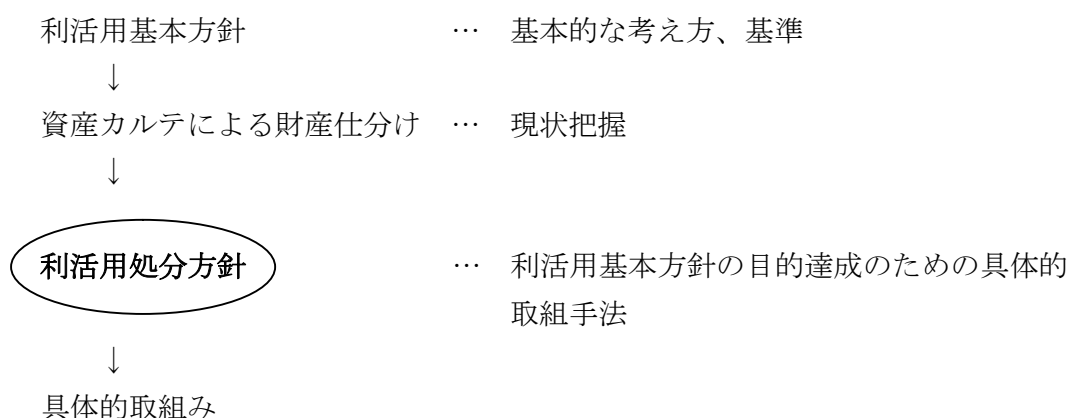 利活用基本方針 … 基本的な考え方、基準
↓
資産カルテによる財産仕分け … 現状把握
↓
利活用処分方針 … 利活用基本方針の目的達成のための具体的
取組手法
↓
具体的取組み